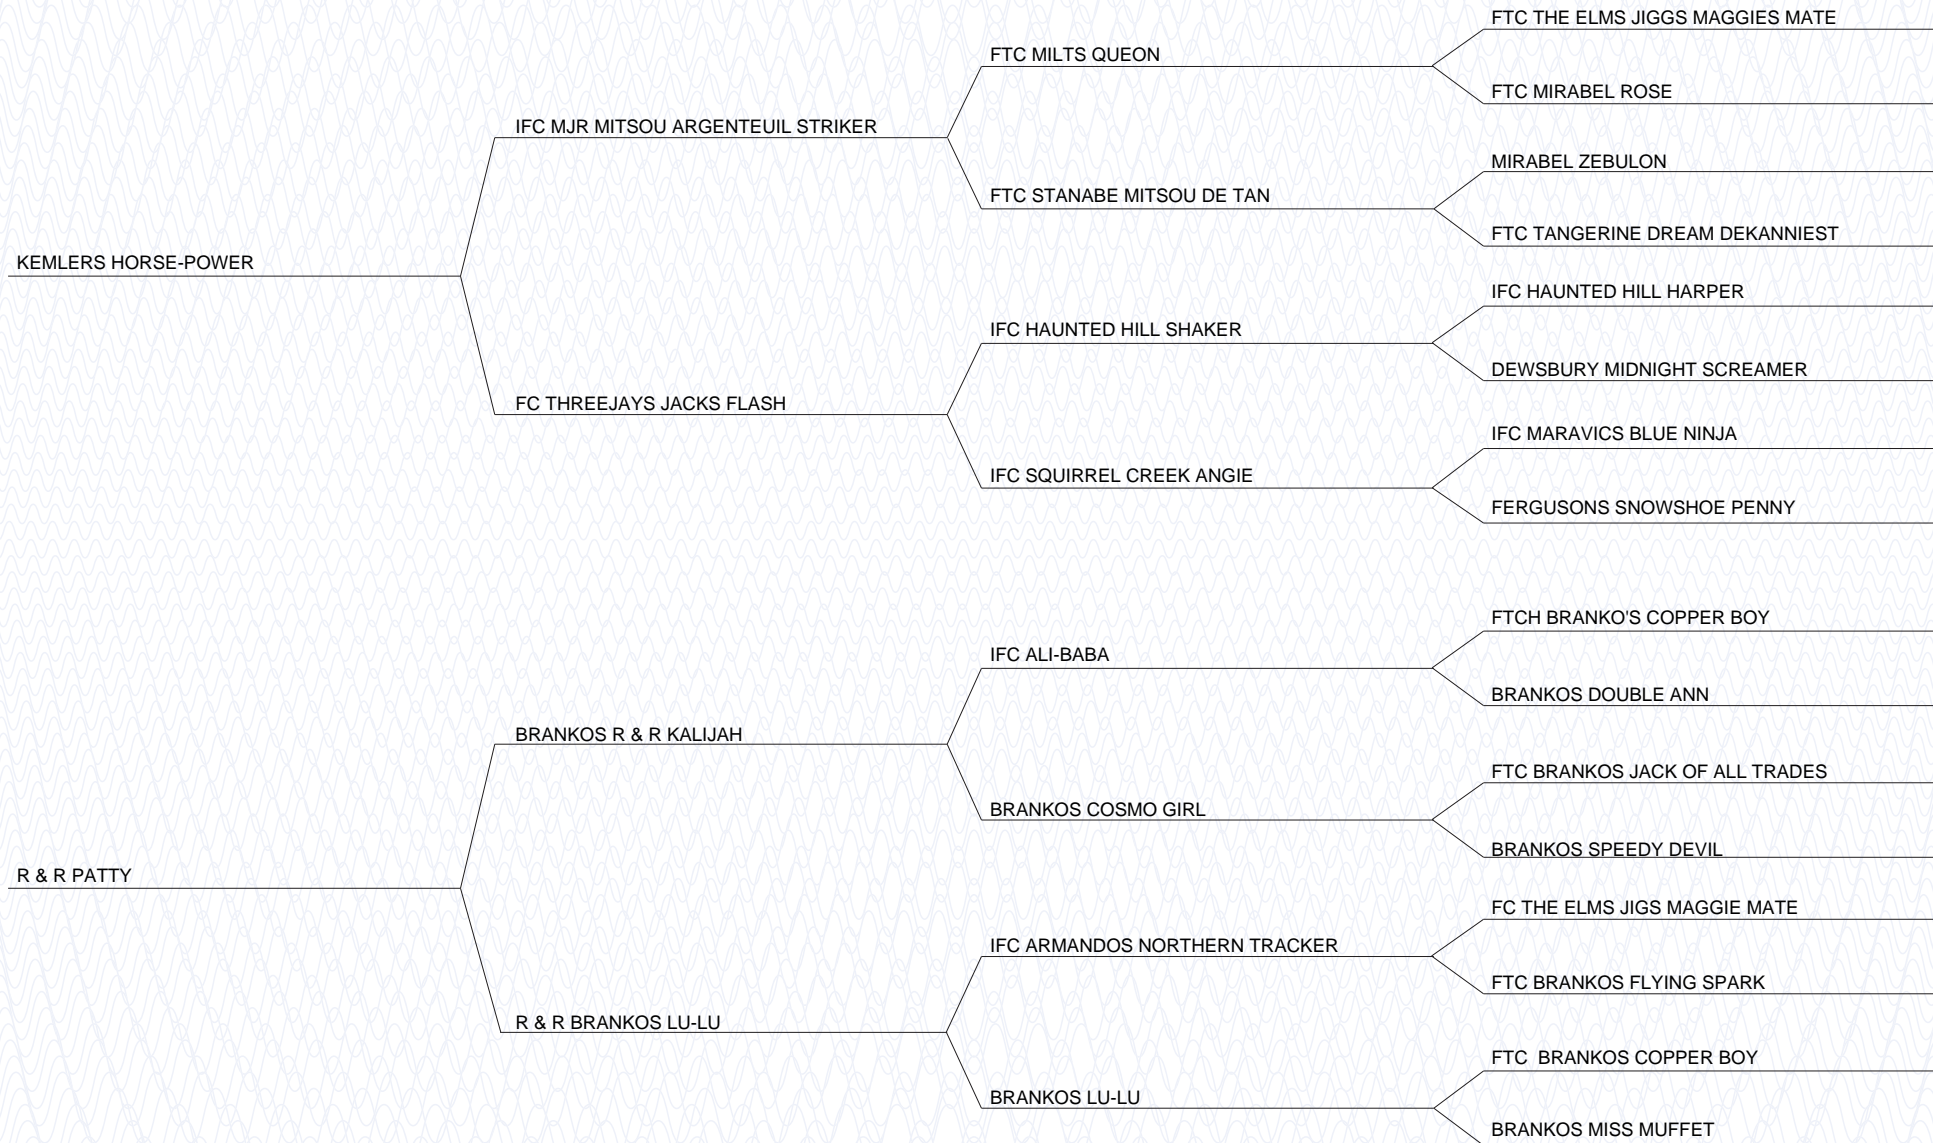 FTC THE ELMS JIGGS MAGGIES MATE
FTC MILTS QUEON
FTC MIRABEL ROSE
IFC MJR MITSOU ARGENTEUIL STRIKER
MIRABEL ZEBULON
FTC STANABE MITSOU DE TAN
FTC TANGERINE DREAM DEKANNIEST
KEMLERS HORSE-POWER
IFC HAUNTED HILL HARPER
IFC HAUNTED HILL SHAKER
DEWSBURY MIDNIGHT SCREAMER
FC THREEJAYS JACKS FLASH
IFC MARAVICS BLUE NINJA
IFC SQUIRREL CREEK ANGIE
FERGUSONS SNOWSHOE PENNY
FTCH BRANKO'S COPPER BOY
IFC ALI-BABA
BRANKOS DOUBLE ANN
BRANKOS R & R KALIJAH
FTC BRANKOS JACK OF ALL TRADES
BRANKOS COSMO GIRL
BRANKOS SPEEDY DEVIL
R & R PATTY
FC THE ELMS JIGS MAGGIE MATE
IFC ARMANDOS NORTHERN TRACKER
FTC BRANKOS FLYING SPARK
R & R BRANKOS LU-LU
FTC  BRANKOS COPPER BOY
BRANKOS LU-LU
BRANKOS MISS MUFFET